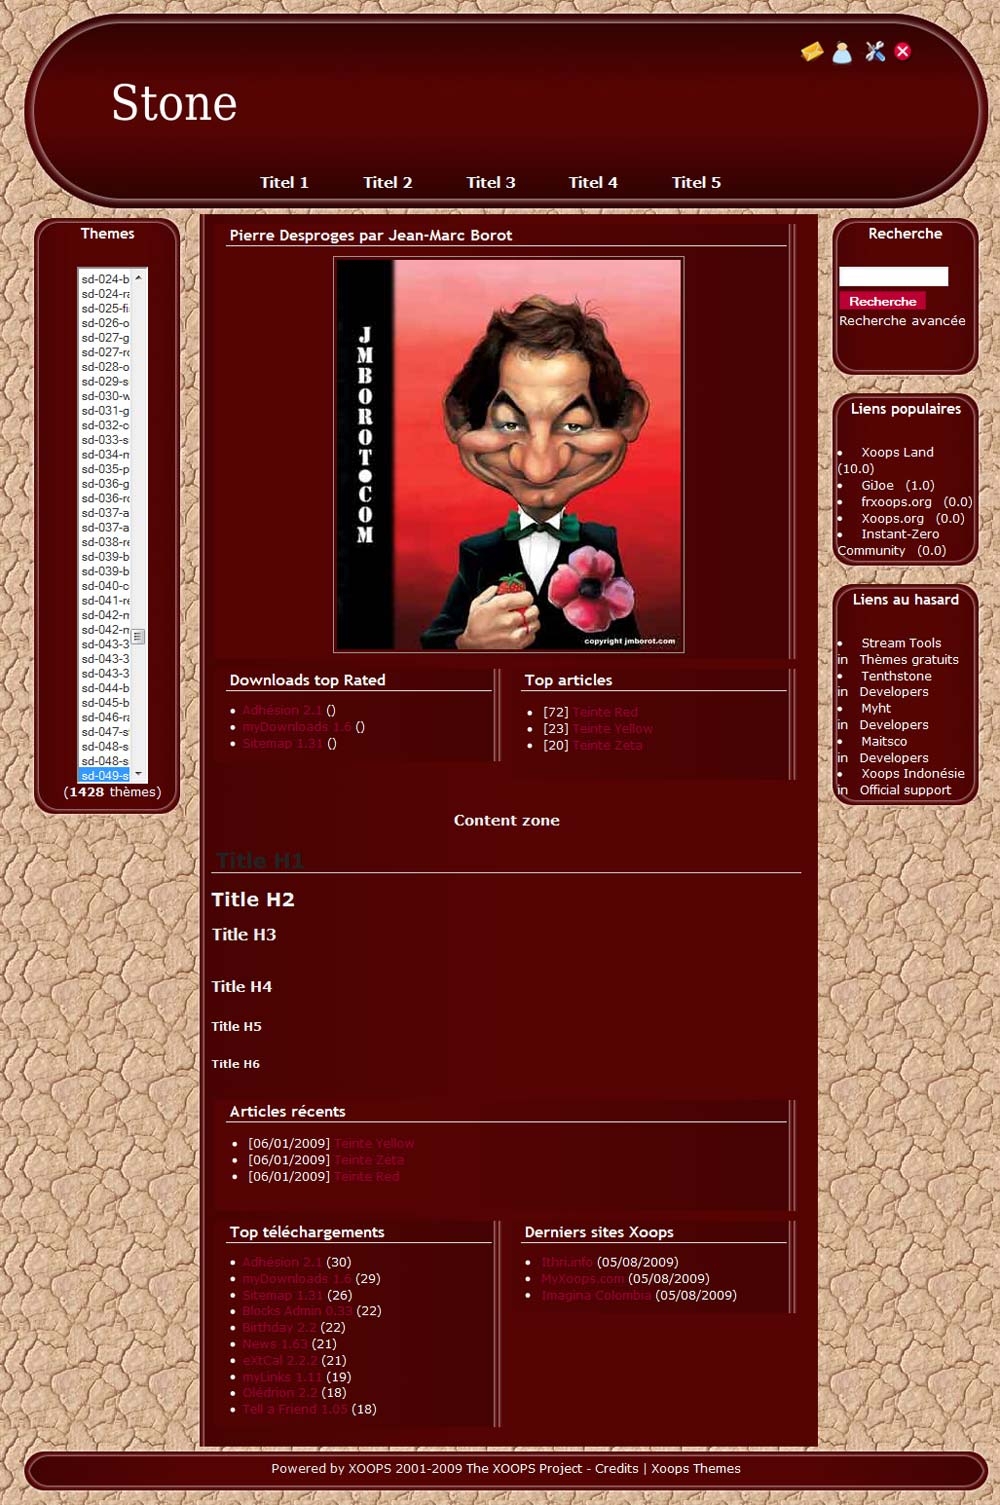 Stone
Titel 1 Titel 2 Titel 3 Titel 4 Titel 5
Themes
sd-024-b
sd-024-ra
sd-025-fi
sd-026-o
sd-027-g
sd-027-ro
sd-028-o
sd-029-s
sd-030-w
sd-031-g
sd-032-c
sd-033-s
sd-034-m
sd-035-p
sd-036-g
sd-036-ro
sd-037-a
sd-037-a
sd-038-re
sd-039-b
sd-039-b
sd-040-c
sd-041-re
sd-042-m
sd-042-m
sd-043-3
sd-043-3
sd-043-3
sd-044-b
sd-045-b
sd-046-ra
sd-047-s
sd-048-s
sd-048-s
sd-049-s
(1428 thèmes)
Pierre Desproges par Jean-Marc Borot
JMBOROT●COM
copyright jmborot.com
Downloads top Rated
• Adhésion 2.1 ()
• myDownloads 1.6 ()
• Sitemap 1.31 ()
Top articles
• [72] Teinte Red
• [23] Teinte Yellow
• [20] Teinte Zeta
Content zone
Title H1
Title H2
Title H3
Title H4
Title H5
Title H6
Articles récents
• [06/01/2009] Teinte Yellow
• [06/01/2009] Teinte Zeta
• [06/01/2009] Teinte Red
Top téléchargements
• Adhésion 2.1 (30)
• myDownloads 1.6 (29)
• Sitemap 1.31 (26)
• Blocks Admin 0.33 (22)
• Birthday 2.2 (22)
• News 1.63 (21)
• eXtCal 2.2.2 (21)
• myLinks 1.11 (19)
• Olédrion 2.2 (18)
• Tell a Friend 1.05 (18)
Derniers sites Xoops
• Ithri.info (05/08/2009)
• MyXoops.com (05/08/2009)
• Imagina Colombia (05/08/2009)
Recherche
Recherche
Recherche avancée
Liens populaires
• Xoops Land
(10.0)
• GiJoe (1.0)
• frxoops.org (0.0)
• Xoops.org (0.0)
• Instant-Zero
Community (0.0)
Liens au hasard
• Stream Tools
in Thèmes gratuits
• Tenthstone
in Developers
• Myht
in Developers
• Maitsco
in Developers
• Xoops Indonésie
in Official support
Powered by XOOPS 2001-2009 The XOOPS Project - Credits | Xoops Themes